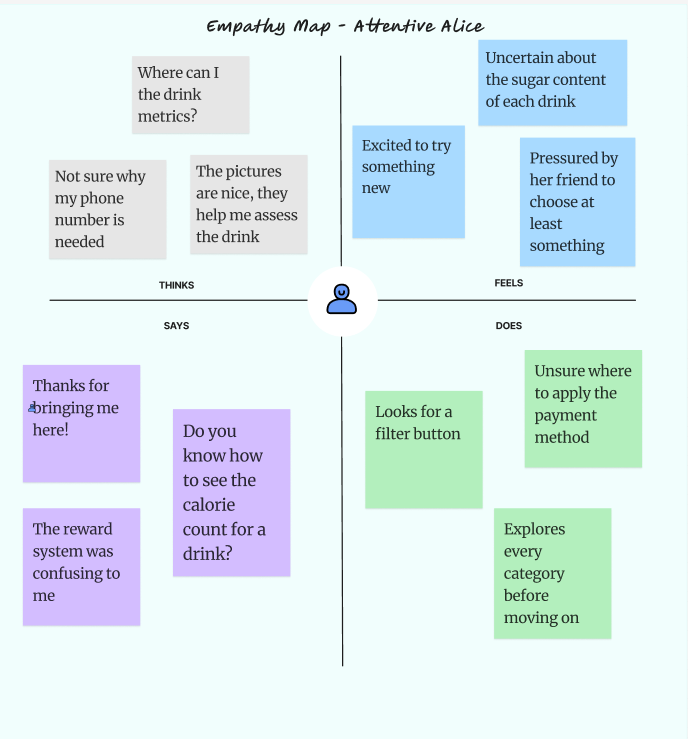 Empathy Map - Attentive Alice
Where can I
the drink
metrics?
Not sure why
my phone
number is
needed
The pictures
are nice, they
help me assess
the drink
THINKS
Uncertain about
the sugar content
of each drink
Excited to try
something
new
Pressured by
her friend to
choose at
least
something
FEELS
SAYS
Thanks for
bringing me
here!
Do you
know how
to see the
calorie
count for a
drink?
The reward
system was
confusing to
me
DOES
Unsure where
to apply the
payment
method
Looks for a
filter button
Explores
every
category
before
moving on